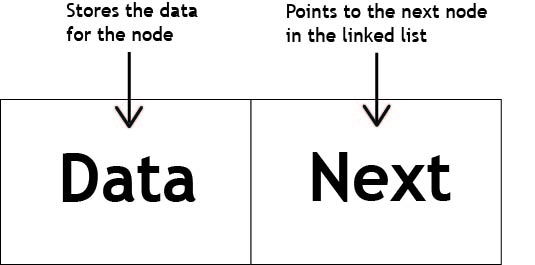 Stores the data
for the node
Points to the next node
in the linked list
Data
Next